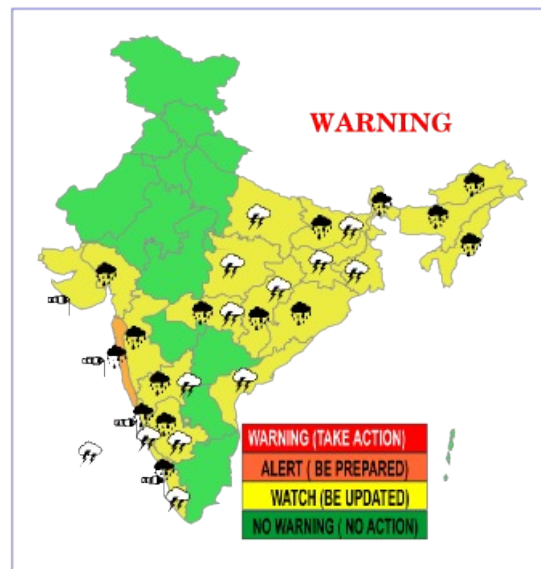 WARNING
WARNING (TAKE ACTION)
ALERT ( BE PREPARED)
WATCH (BE UPDATED)
NO WARNING ( NO ACTION)